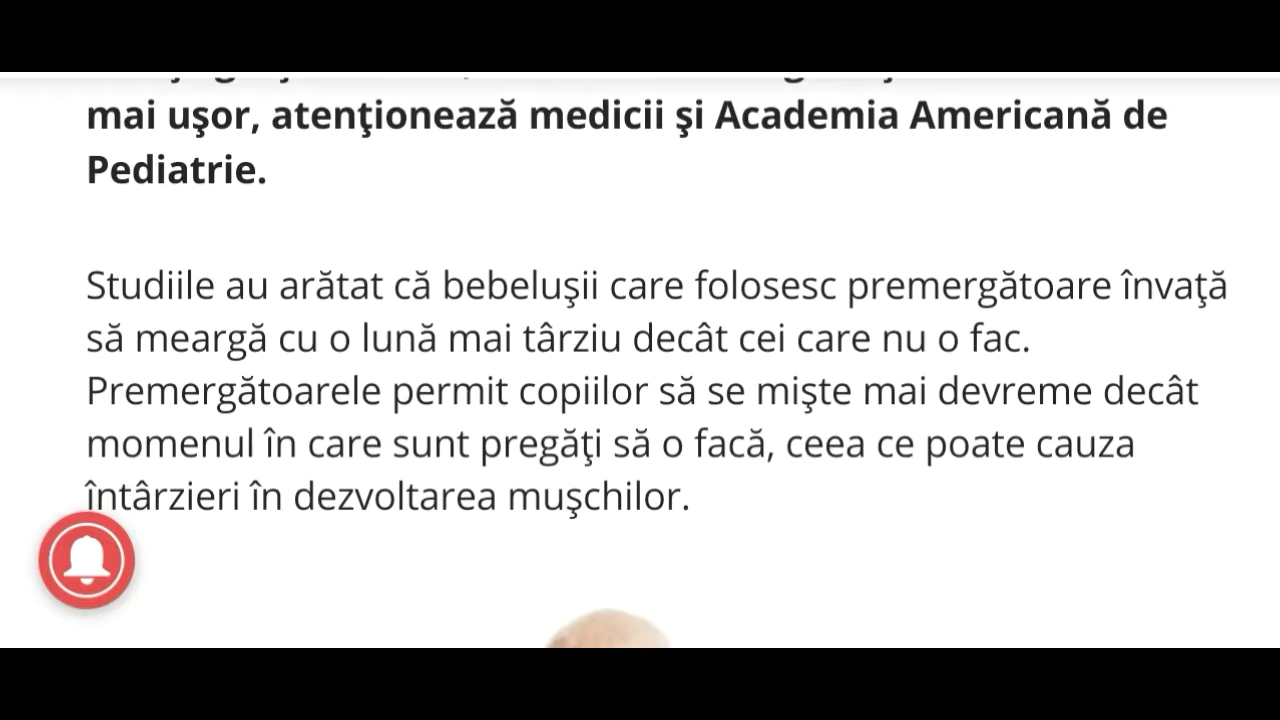 mai uşor, atenţionează medicii şi Academia Americană de
Pediatrie.
Studiile au arătat că bebeluşii care folosesc premergătoare învaţă
să meargă cu o lună mai târziu decât cei care nu o fac.
Premergătoarele permit copiilor să se mişte mai devreme decât
momenul în care sunt pregăţi să o facă, ceea ce poate cauza
întârzieri în dezvoltarea muşchilor.